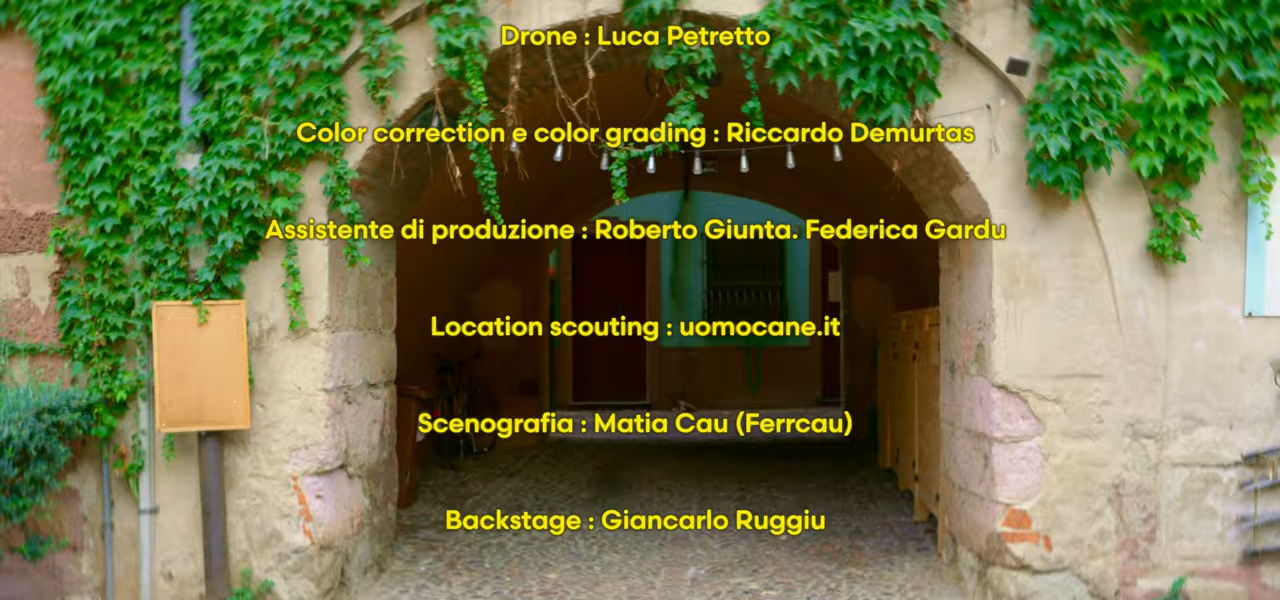 Drone : Luca Petretto
Color correction e color grading : Riccardo Demurtas
Assistente di produzione : Roberto Giunta. Federica Gardu
Location scouting : uomocane.it
Scenografia : Matia Cau (Ferrcau)
Backstage : Giancarlo Ruggiu